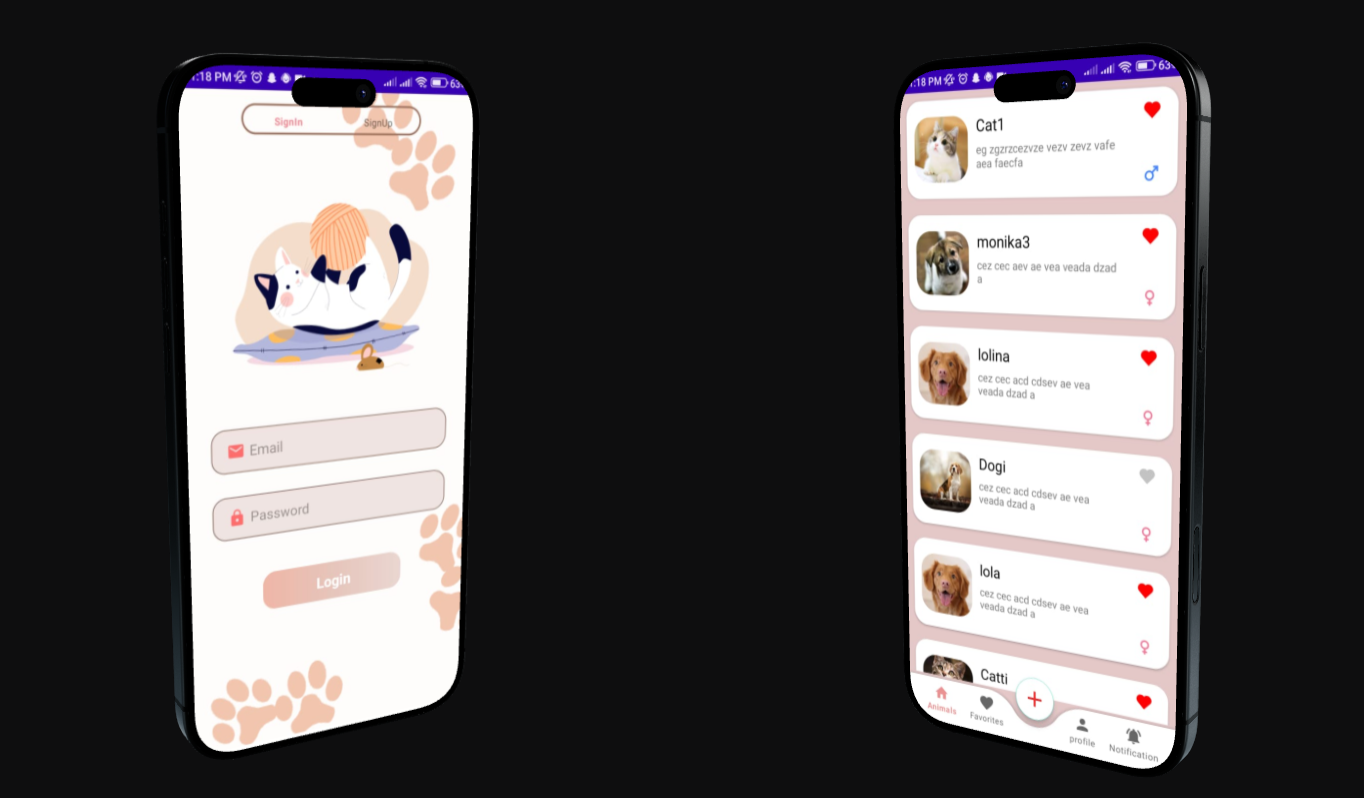 :18 PM
63
SignIn
SignUp
Email
Password
Login
:18 PM
63
Cat1
eg zgzrzcezvze vezv zevz vafe
aea faecfa
monika3
cez cec aev ae vea veada dzad
a
lolina
cez cec acd cdsev ae vea
veada dzad a
Dogi
cez cec acd cdsev ae vea
veada dzad a
lola
cez cec acd cdsev ae vea
veada dzad a
Catti
Animals
Favorites
profile
Notification